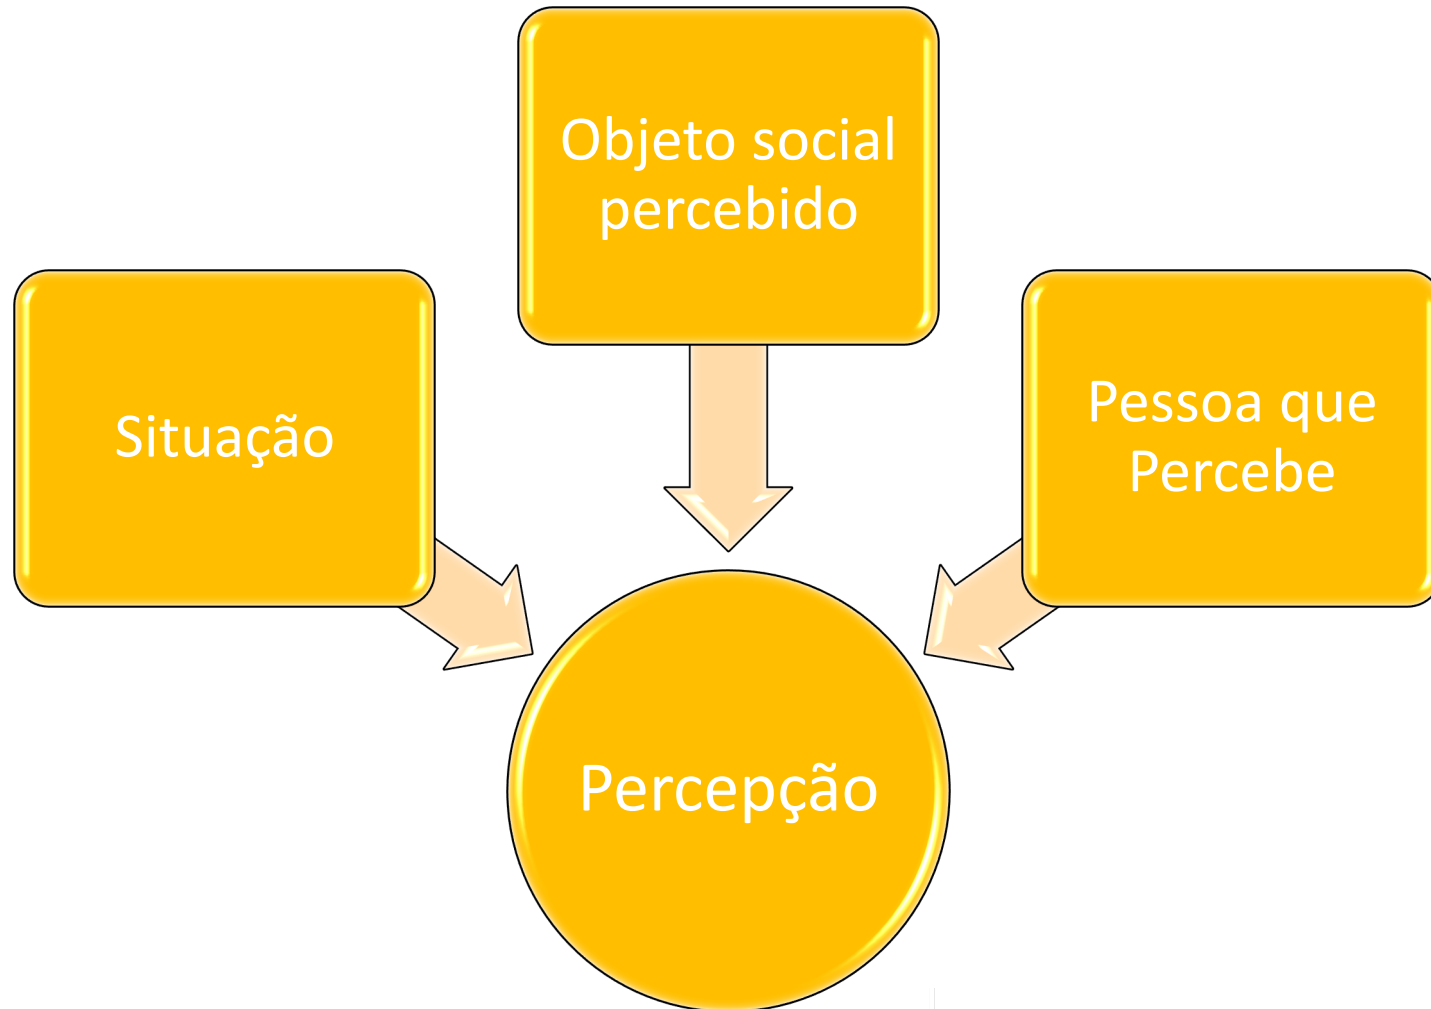 Objeto social
percebido
Situação
Pessoa que
Percebe
Percepção